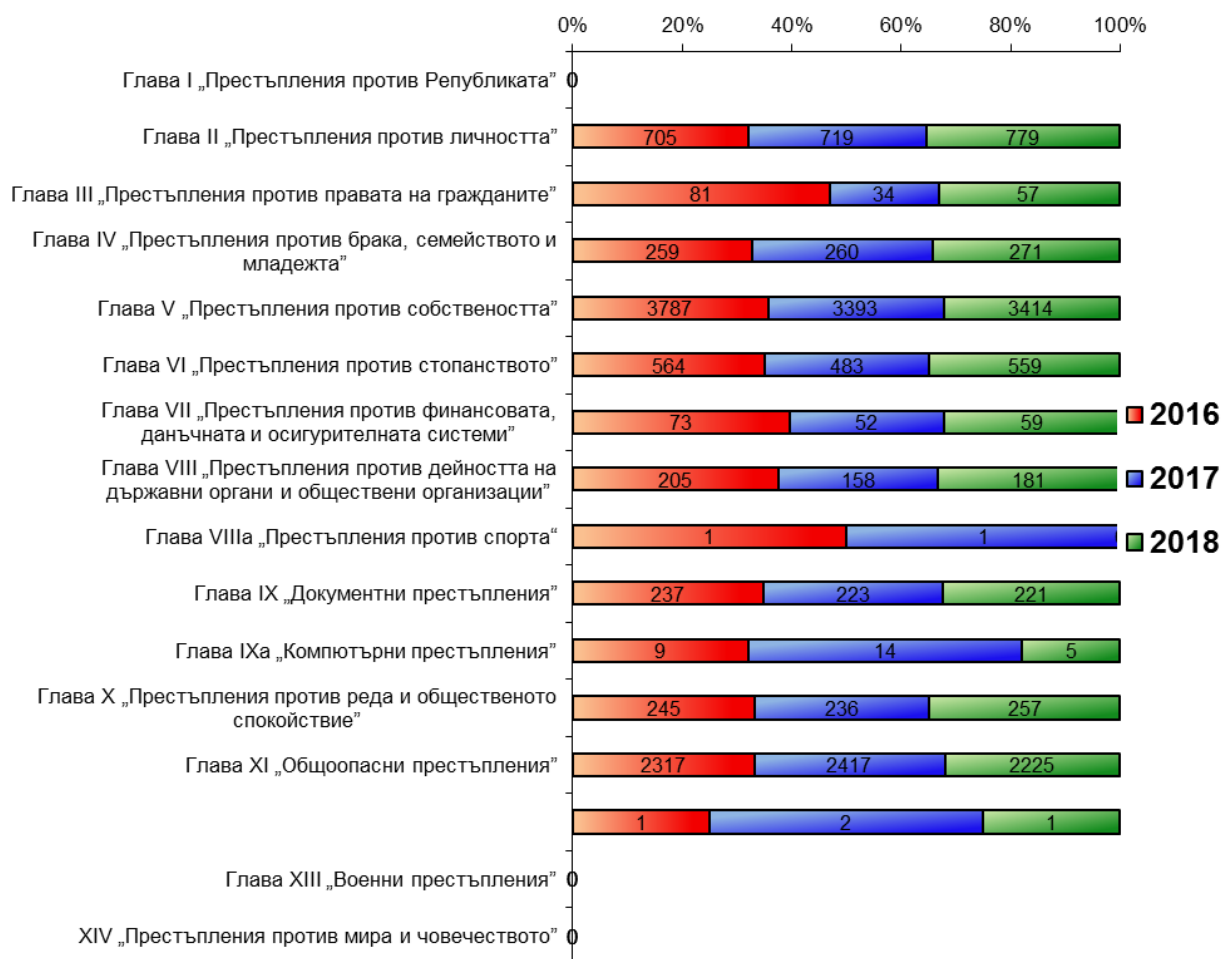 0% 20% 40% 60% 80% 100%
Глава I „Престъпления против Републиката” 0
Глава II „Престъпления против личността” 705 719 779
Глава III „Престъпления против правата на гражданите” 81 34 57
Глава IV „Престъпления против брака, семейството и
младежта” 259 260 271
Глава V „Престъпления против собствеността” 3787 3393 3414
Глава VI „Престъпления против стопанството” 564 483 559
Глава VII „Престъпления против финансовата,
данъчната и осигурителната системи” 73 52 59
2016
Глава VIII „Престъпления против дейността на
държавни органи и обществени организации” 205 158 181
2017
Глава VIIIа „Престъпления против спорта“ 1 1
2018
Глава IX „Документни престъпления” 237 223 221
Глава IXа „Компютърни престъпления” 9 14 5
Глава X „Престъпления против реда и общественото
спокойствие” 245 236 257
Глава XI „Общоопасни престъпления” 2317 2417 2225
1 2 1
Глава XIII „Военни престъпления” 0
XIV „Престъпления против мира и човечеството” 0